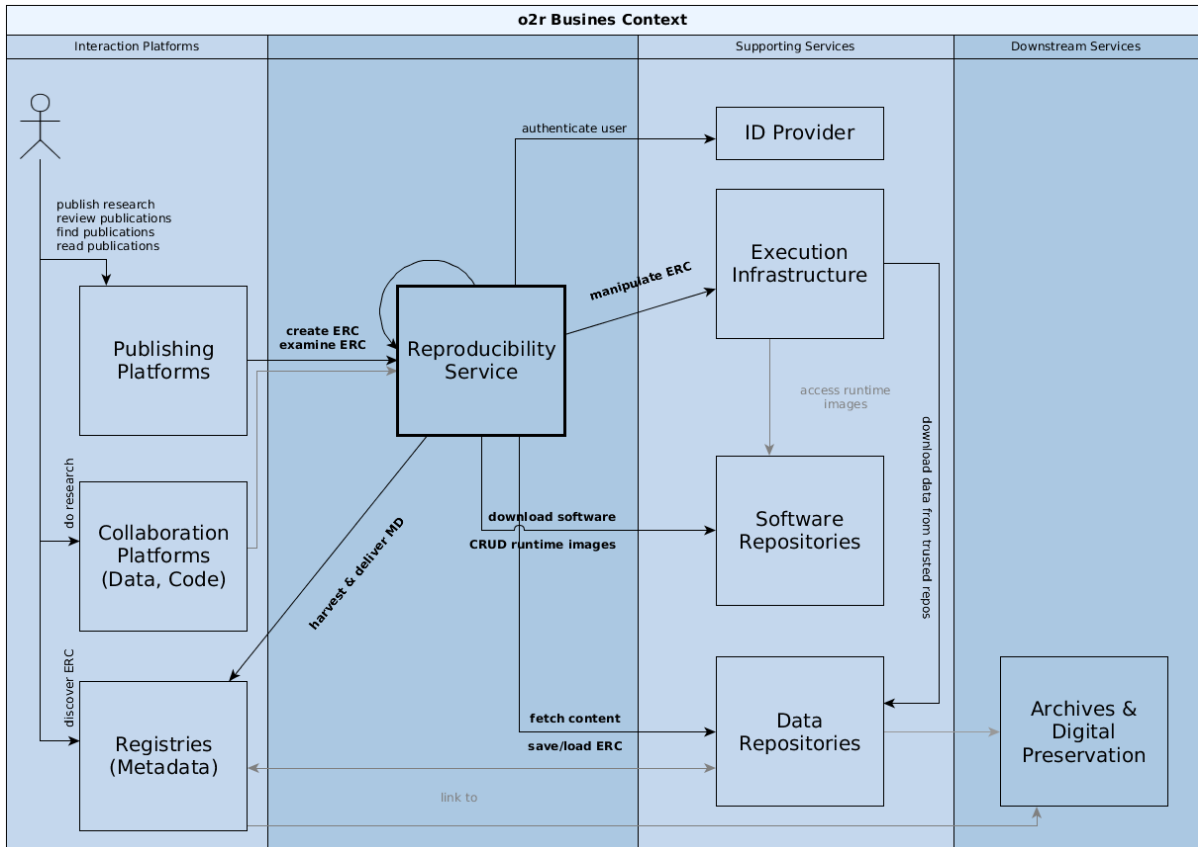 o2r Busines Context
Interaction Platforms
Supporting Services
Downstream Services
authenticate user
ID Provider
publish research
review publications
find publications
read publications
manipulate ERC
Execution
Infrastructure
Publishing
Platforms
create ERC
examine ERC
Reproducibility
Service
access runtime
images
download data from trusted repos
do research
Collaboration
Platforms
(Data, Code)
harvest & deliver MD
download software
CRUD runtime images
Software
Repositories
discover ERC
Registries
(Metadata)
fetch content
save/load ERC
Data
Repositories
Archives &
Digital
Preservation
link to